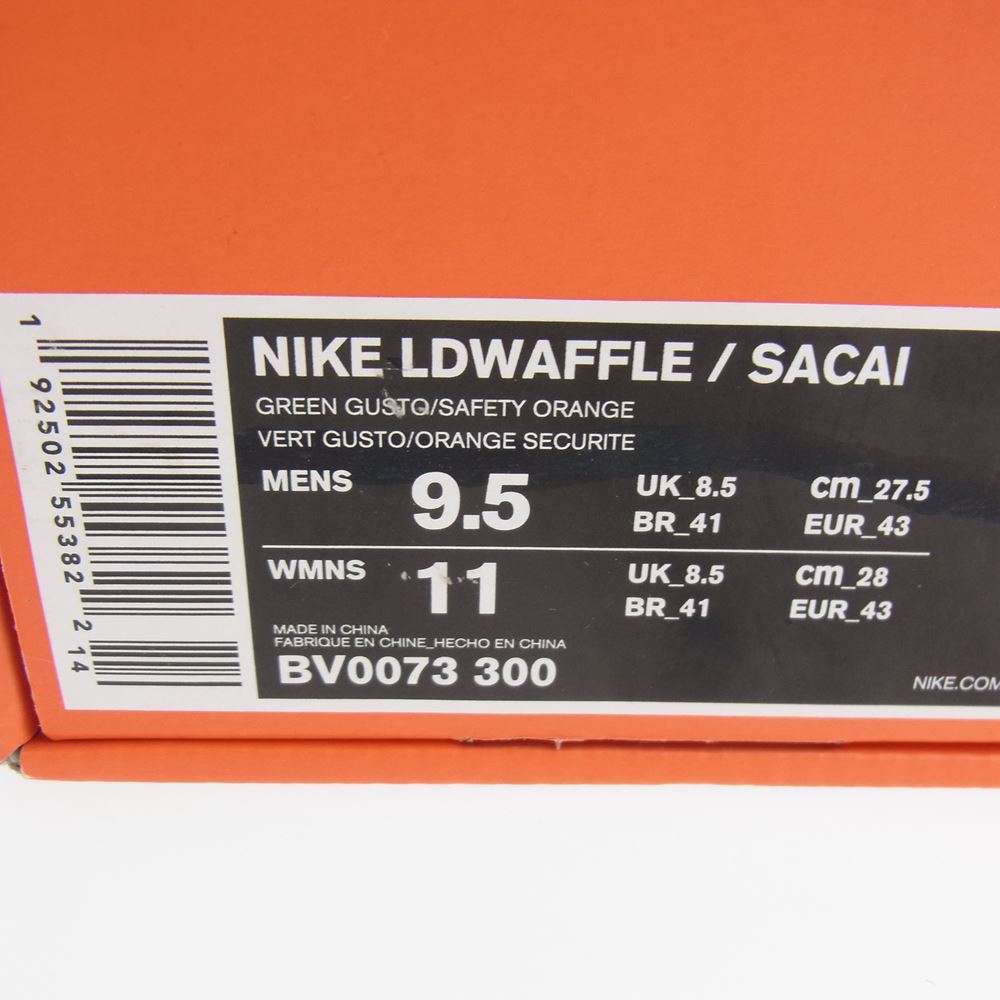 1 92502 55382 2 14
NIKE LDWAFFLE / SACAI
GREEN GUSTO/SAFETY ORANGE
VERT GUSTO/ORANGE SECURITE
MENS 9.5 UK_8.5 cm_27.5
BR_41 EUR_43
WMNS 11 UK_8.5 cm_28
BR_41 EUR_43
MADE IN CHINA
FABRIQUE EN CHINE_HECHO EN CHINA
BV0073 300
NIKE.COM